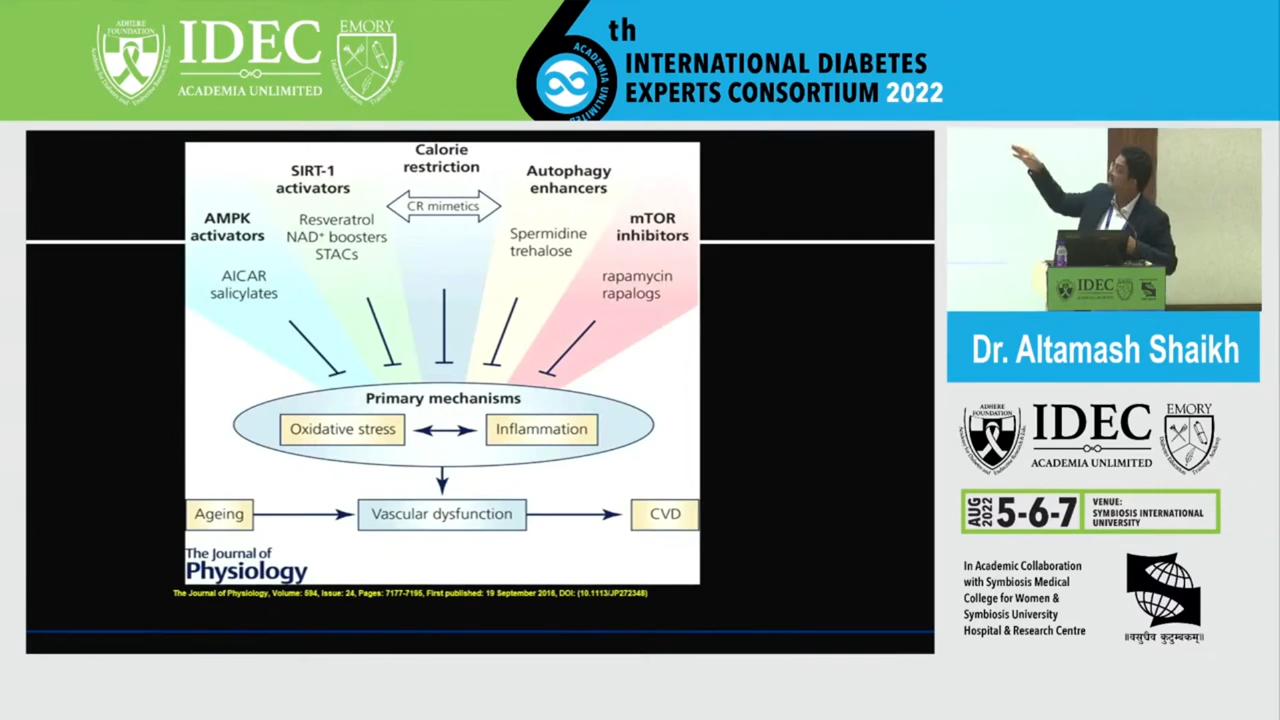 ADHERE
FOUNDATION
IDEC
ACADEMIA UNLIMITED
EMORY
6th
ACADEMIA UNLIMITED
INTERNATIONAL DIABETES
EXPERTS CONSORTIUM 2022
Calorie
restriction
SIRT-1
activators
CR mimetics
Autophagy
enhancers
AMPK
activators
Resveratrol
NAD⁺ boosters
STACs
Spermidine
trehalose
mTOR
inhibitors
AICAR
salicylates
rapamycin
rapalogs
Primary mechanisms
Oxidative stress
Inflammation
Ageing
Vascular dysfunction
CVD
The Journal of
Physiology
The Journal of Physiology, Volume: 594, Issue: 24, Pages: 7177-7195, First published: 19 September 2016, DOI: (10.1113/JP272348)
IDEC
Dr. Altamash Shaikh
ADHERE
FOUNDATION
IDEC
ACADEMIA UNLIMITED
EMORY
AUG
2022
5-6-7
VENUE:
SYMBIOSIS INTERNATIONAL
UNIVERSITY
In Academic Collaboration
with Symbiosis Medical
College for Women &
Symbiosis University
Hospital & Research Centre
॥वसुधैव कुटुम्बकम्॥